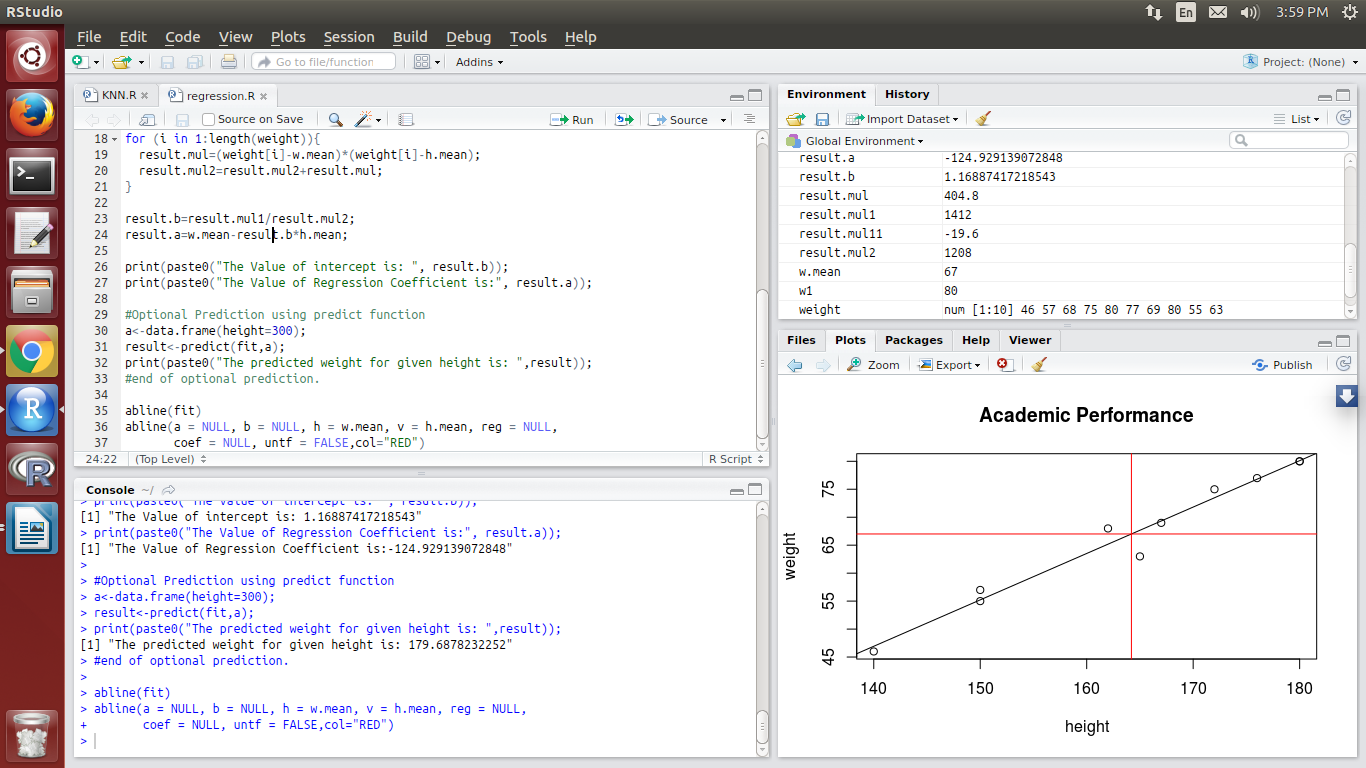 RStudio
En
3:59 PM
File Edit Code View Plots Session Build Debug Tools Help
Go to file/function
Addins
Project: (None)
KNN.R
regression.R
Source on Save
Run
Source
18 for (i in 1:length(weight)){
19 result.mul=(weight[i]-w.mean)*(weight[i]-h.mean);
20 result.mul2=result.mul2+result.mul;
21 }
22
23 result.b=result.mul1/result.mul2;
24 result.a=w.mean-result.b*h.mean;
25
26 print(paste0("The Value of intercept is: ", result.b));
27 print(paste0("The Value of Regression Coefficient is:", result.a));
28
29 #Optional Prediction using predict function
30 a<-data.frame(height=300);
31 result<-predict(fit,a);
32 print(paste0("The predicted weight for given height is: ",result));
33 #end of optional prediction.
34
35 abline(fit)
36 abline(a = NULL, b = NULL, h = w.mean, v = h.mean, reg = NULL,
37 coef = NULL, untf = FALSE,col="RED")
24:22
(Top Level)
R Script
Console ~/
> print(paste0("The Value of intercept is: ", result.b));
[1] "The Value of intercept is: 1.16887417218543"
> print(paste0("The Value of Regression Coefficient is:", result.a));
[1] "The Value of Regression Coefficient is:-124.929139072848"
>
> #Optional Prediction using predict function
> a<-data.frame(height=300);
> result<-predict(fit,a);
> print(paste0("The predicted weight for given height is: ",result));
[1] "The predicted weight for given height is: 179.6878232252"
> #end of optional prediction.
>
> abline(fit)
> abline(a = NULL, b = NULL, h = w.mean, v = h.mean, reg = NULL,
+ coef = NULL, untf = FALSE,col="RED")
>
Environment
History
Import Dataset
List
Global Environment
result.a -124.929139072848
result.b 1.16887417218543
result.mul 404.8
result.mul1 1412
result.mul11 -19.6
result.mul2 1208
w.mean 67
w1 80
weight num [1:10] 46 57 68 75 80 77 69 80 55 63
Files Plots Packages Help Viewer
Zoom
Export
Publish
Academic Performance
weight
75
65
55
45
140 150 160 170 180
height